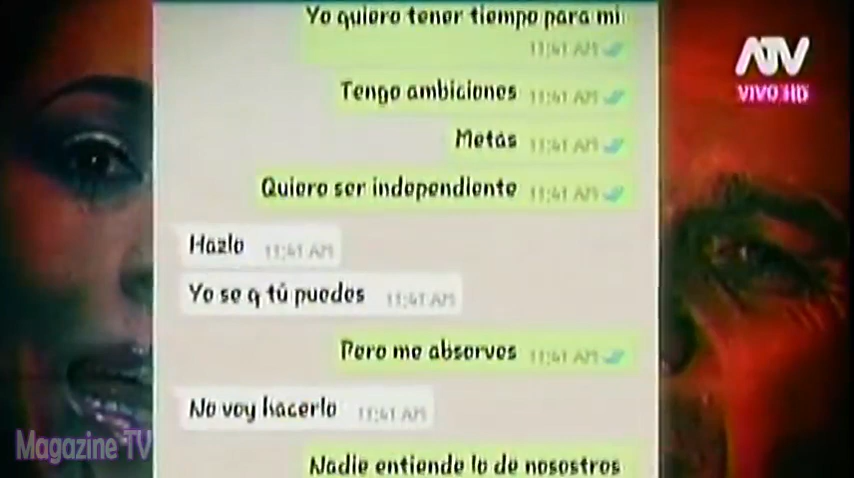 Yo quiero tener tiempo para mi
11:41 AM
ATV
VIVO HD
Tengo ambiciones 11:41 AM
Metas 11:41 AM
Quiero ser independiente 11:41 AM
Hazlo 11:41 AM
Yo se q tú puedes 11:41 AM
Pero me absorves 11:41 AM
No voy hacerlo 11:41 AM
Nadie entiende lo de nosostros
Magazine TV